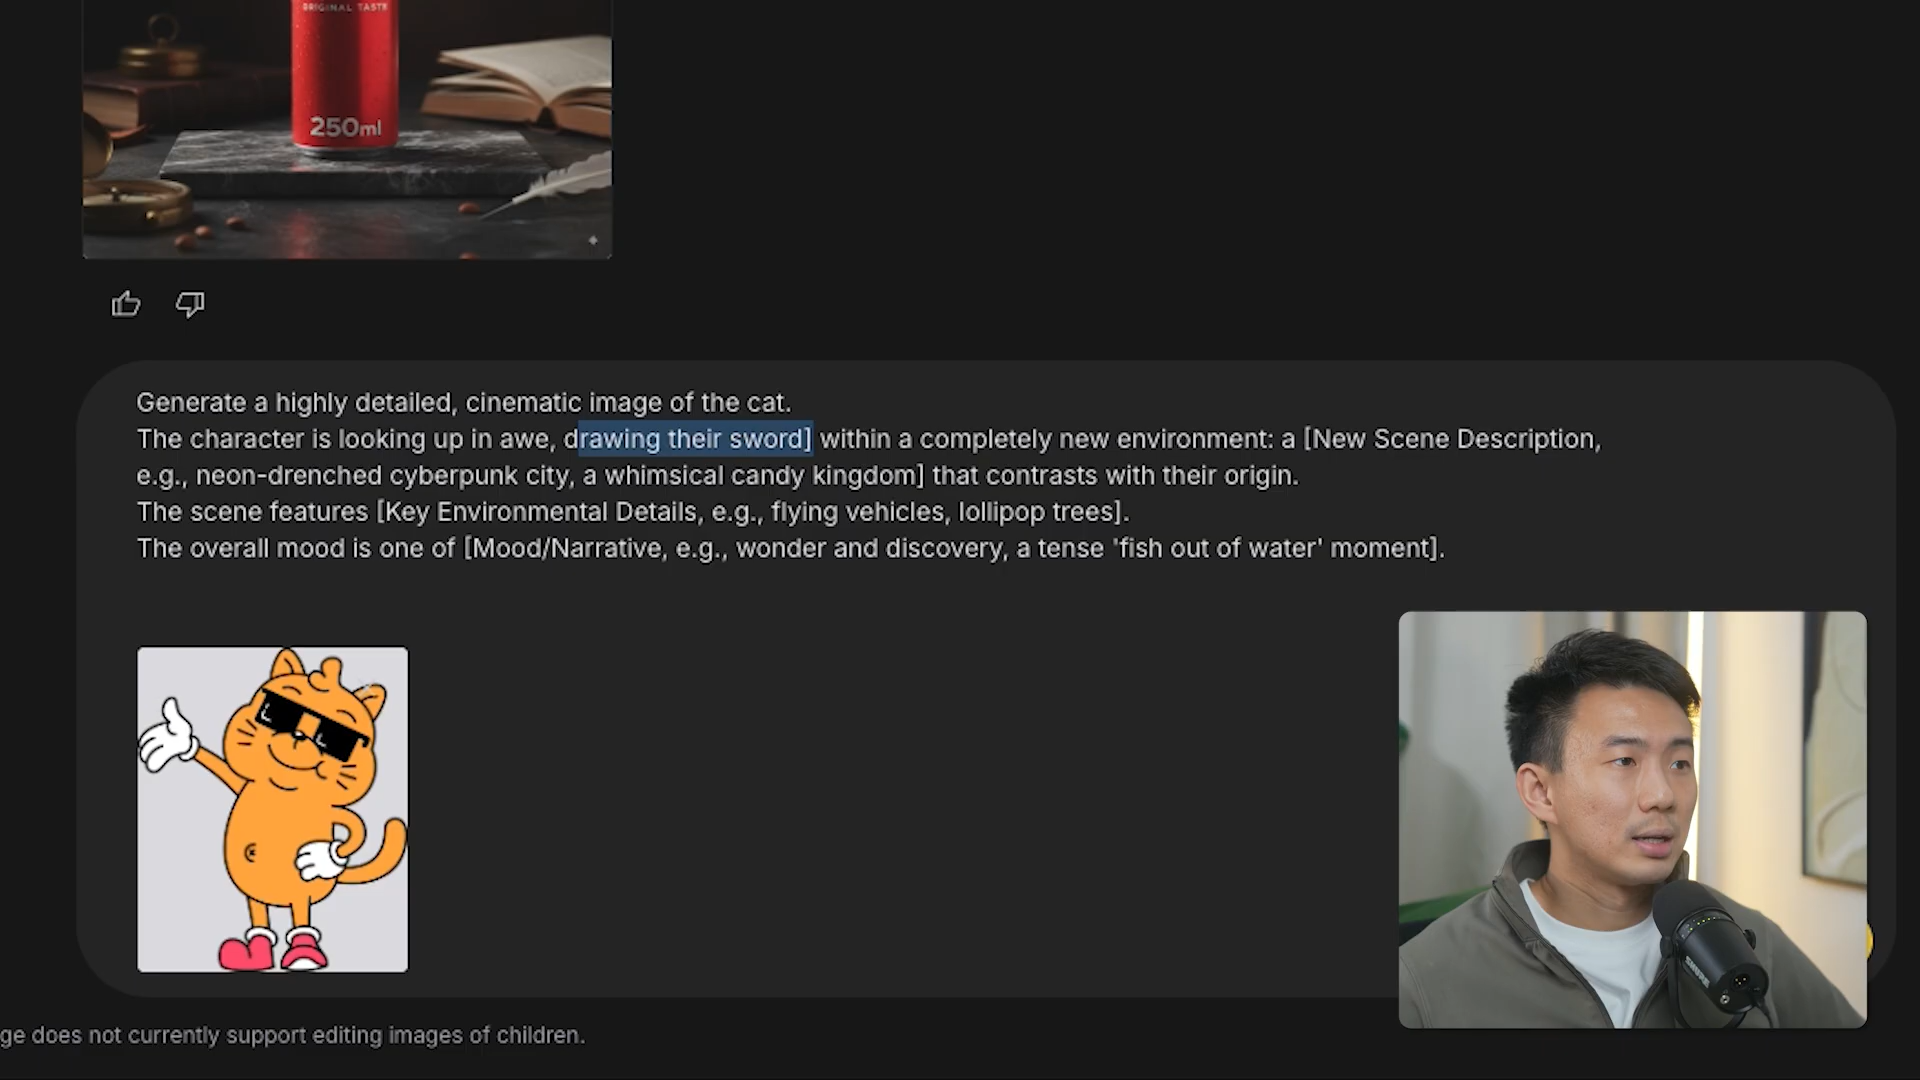 ORIGINAL TASTE
250ml
Generate a highly detailed, cinematic image of the cat.
The character is looking up in awe, drawing their sword] within a completely new environment: a [New Scene Description,
e.g., neon-drenched cyberpunk city, a whimsical candy kingdom] that contrasts with their origin.
The scene features [Key Environmental Details, e.g., flying vehicles, lollipop trees].
The overall mood is one of [Mood/Narrative, e.g., wonder and discovery, a tense 'fish out of water' moment].
SHURE
ge does not currently support editing images of children.